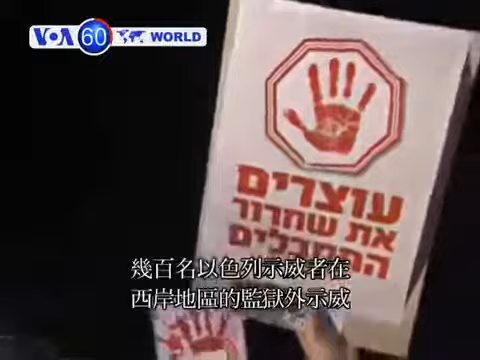 VOA 60 WORLD
עוצרים
את שחרור
המחבלים
幾百名以色列示威者在
西岸地區的監獄外示威